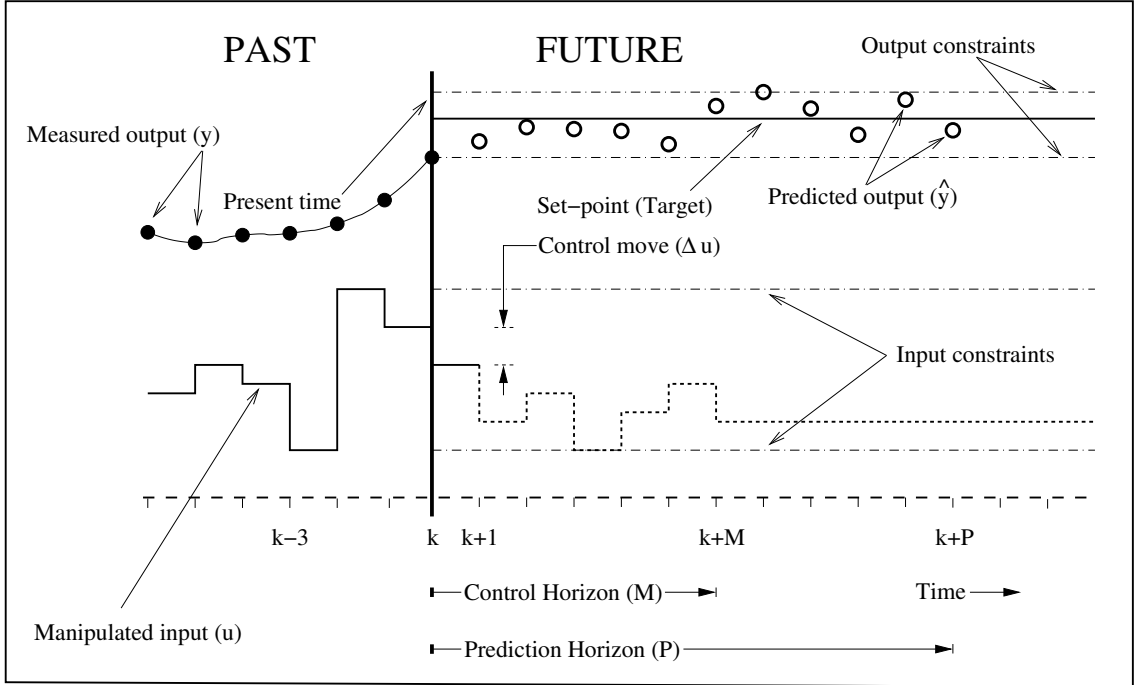 PAST
FUTURE
Output constraints
Measured output (y)
Present time
Set−point (Target)
Predicted output (ŷ)
Control move (Δ u)
Input constraints
k−3
k
k+1
k+M
k+P
Control Horizon (M)
Time
Manipulated input (u)
Prediction Horizon (P)